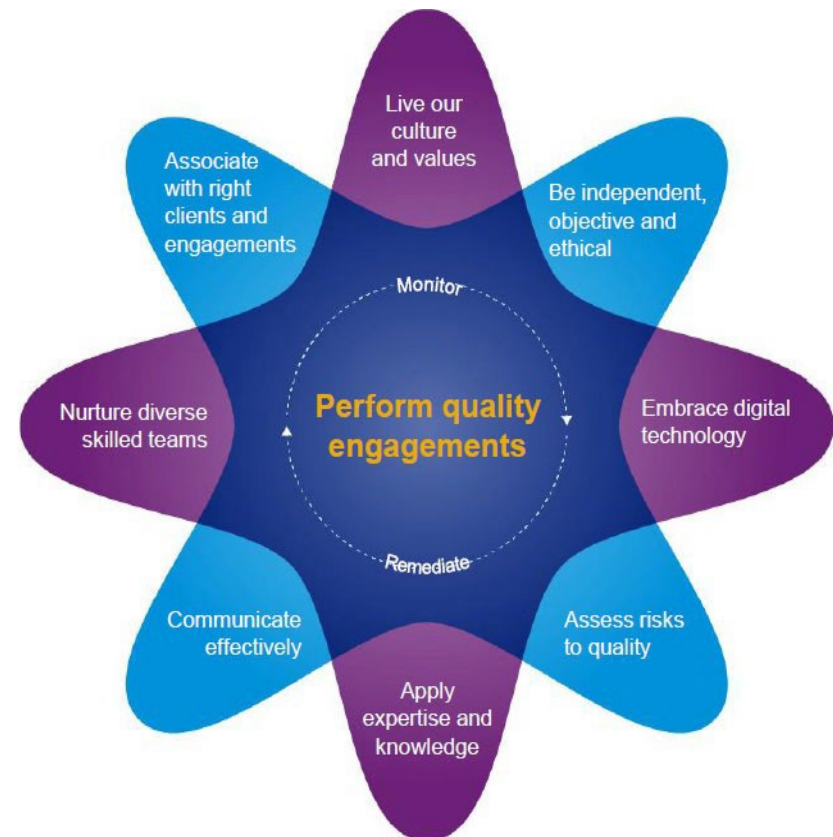 Live our
culture
and values
Be independent,
objective and
ethical
Embrace digital
technology
Assess risks
to quality
Apply
expertise and
knowledge
Communicate
effectively
Nurture diverse
skilled teams
Associate
with right
clients and
engagements
Monitor
Perform quality
engagements
Remediate